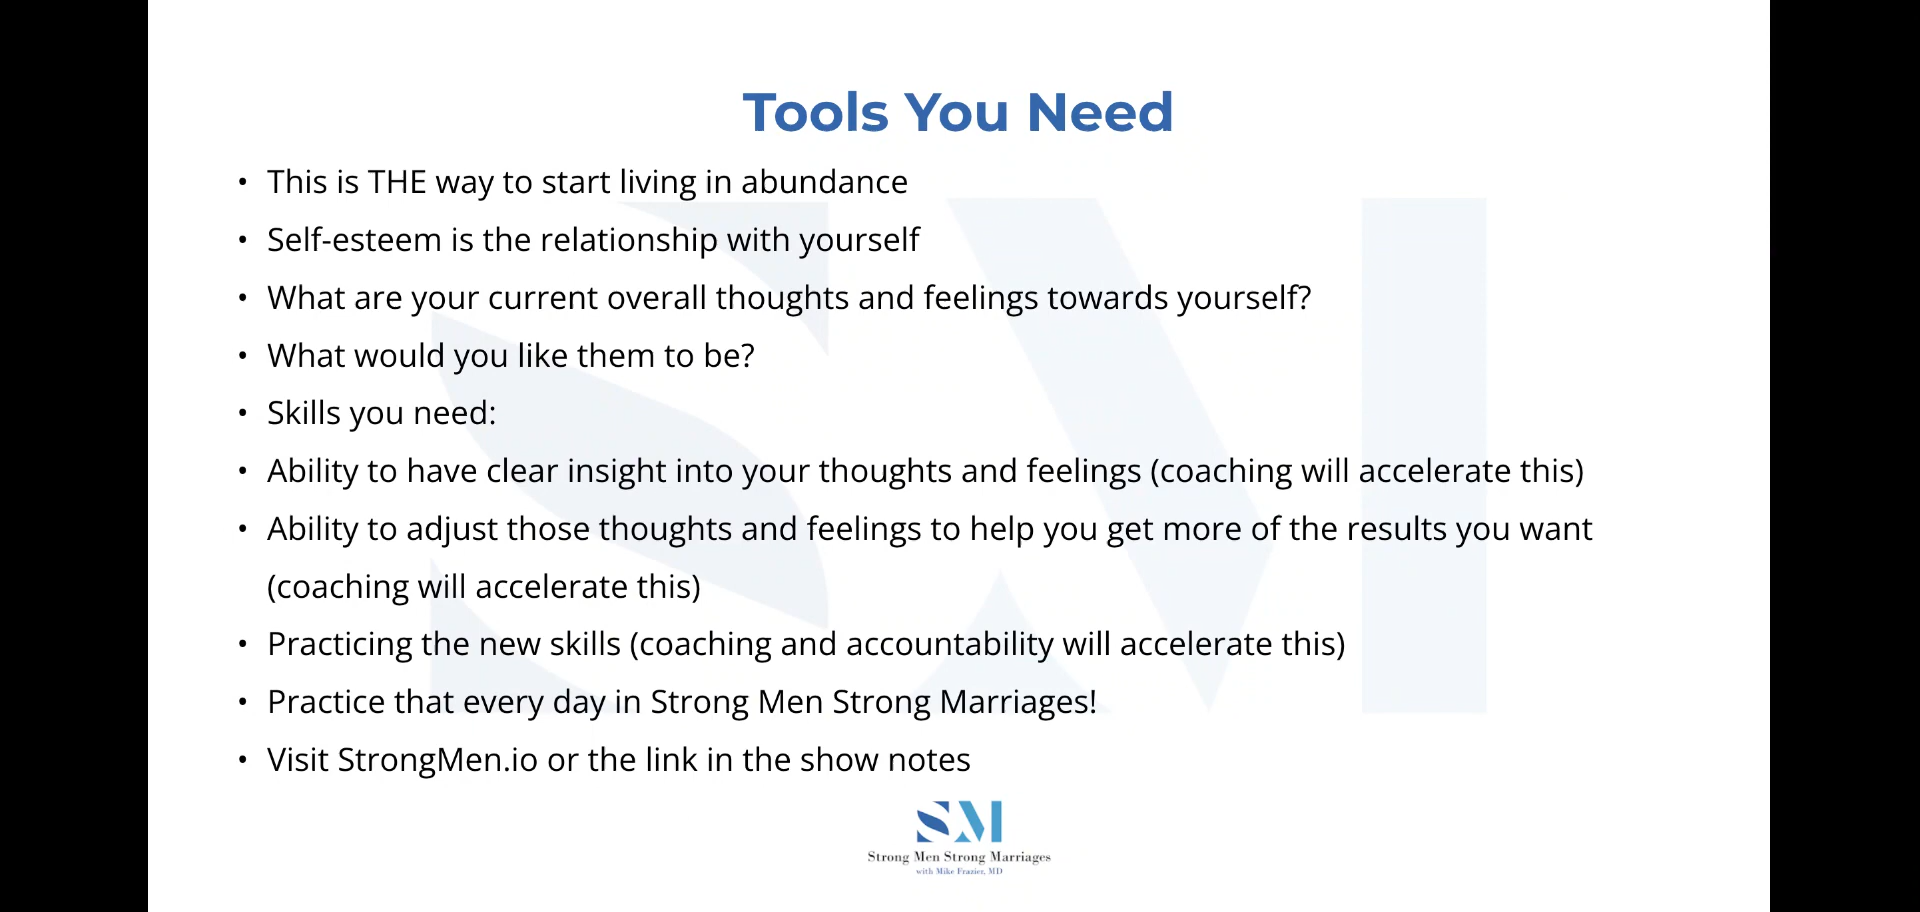 Tools You Need
• This is THE way to start living in abundance
• Self-esteem is the relationship with yourself
• What are your current overall thoughts and feelings towards yourself?
• What would you like them to be?
• Skills you need:
• Ability to have clear insight into your thoughts and feelings (coaching will accelerate this)
• Ability to adjust those thoughts and feelings to help you get more of the results you want
(coaching will accelerate this)
• Practicing the new skills (coaching and accountability will accelerate this)
• Practice that every day in Strong Men Strong Marriages!
• Visit StrongMen.io or the link in the show notes
SM
Strong Men Strong Marriages
with Mike Frazier, MD